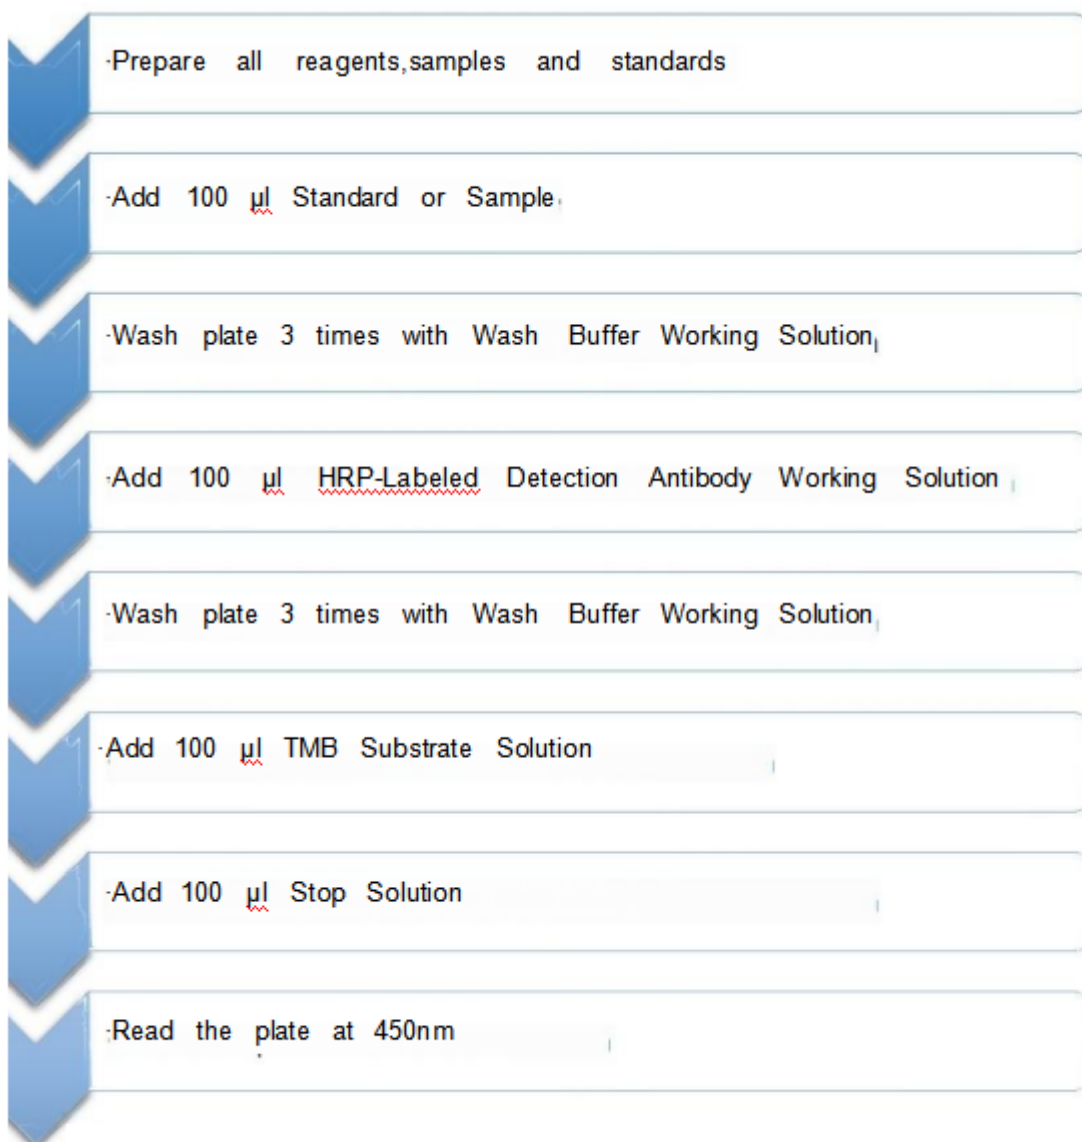 ·Prepare all reagents,samples and standards
·Add 100 µl Standard or Sample
·Wash plate 3 times with Wash Buffer Working Solution
·Add 100 µl HRP-Labeled Detection Antibody Working Solution
·Wash plate 3 times with Wash Buffer Working Solution
·Add 100 µl TMB Substrate Solution
·Add 100 µl Stop Solution
·Read the plate at 450nm